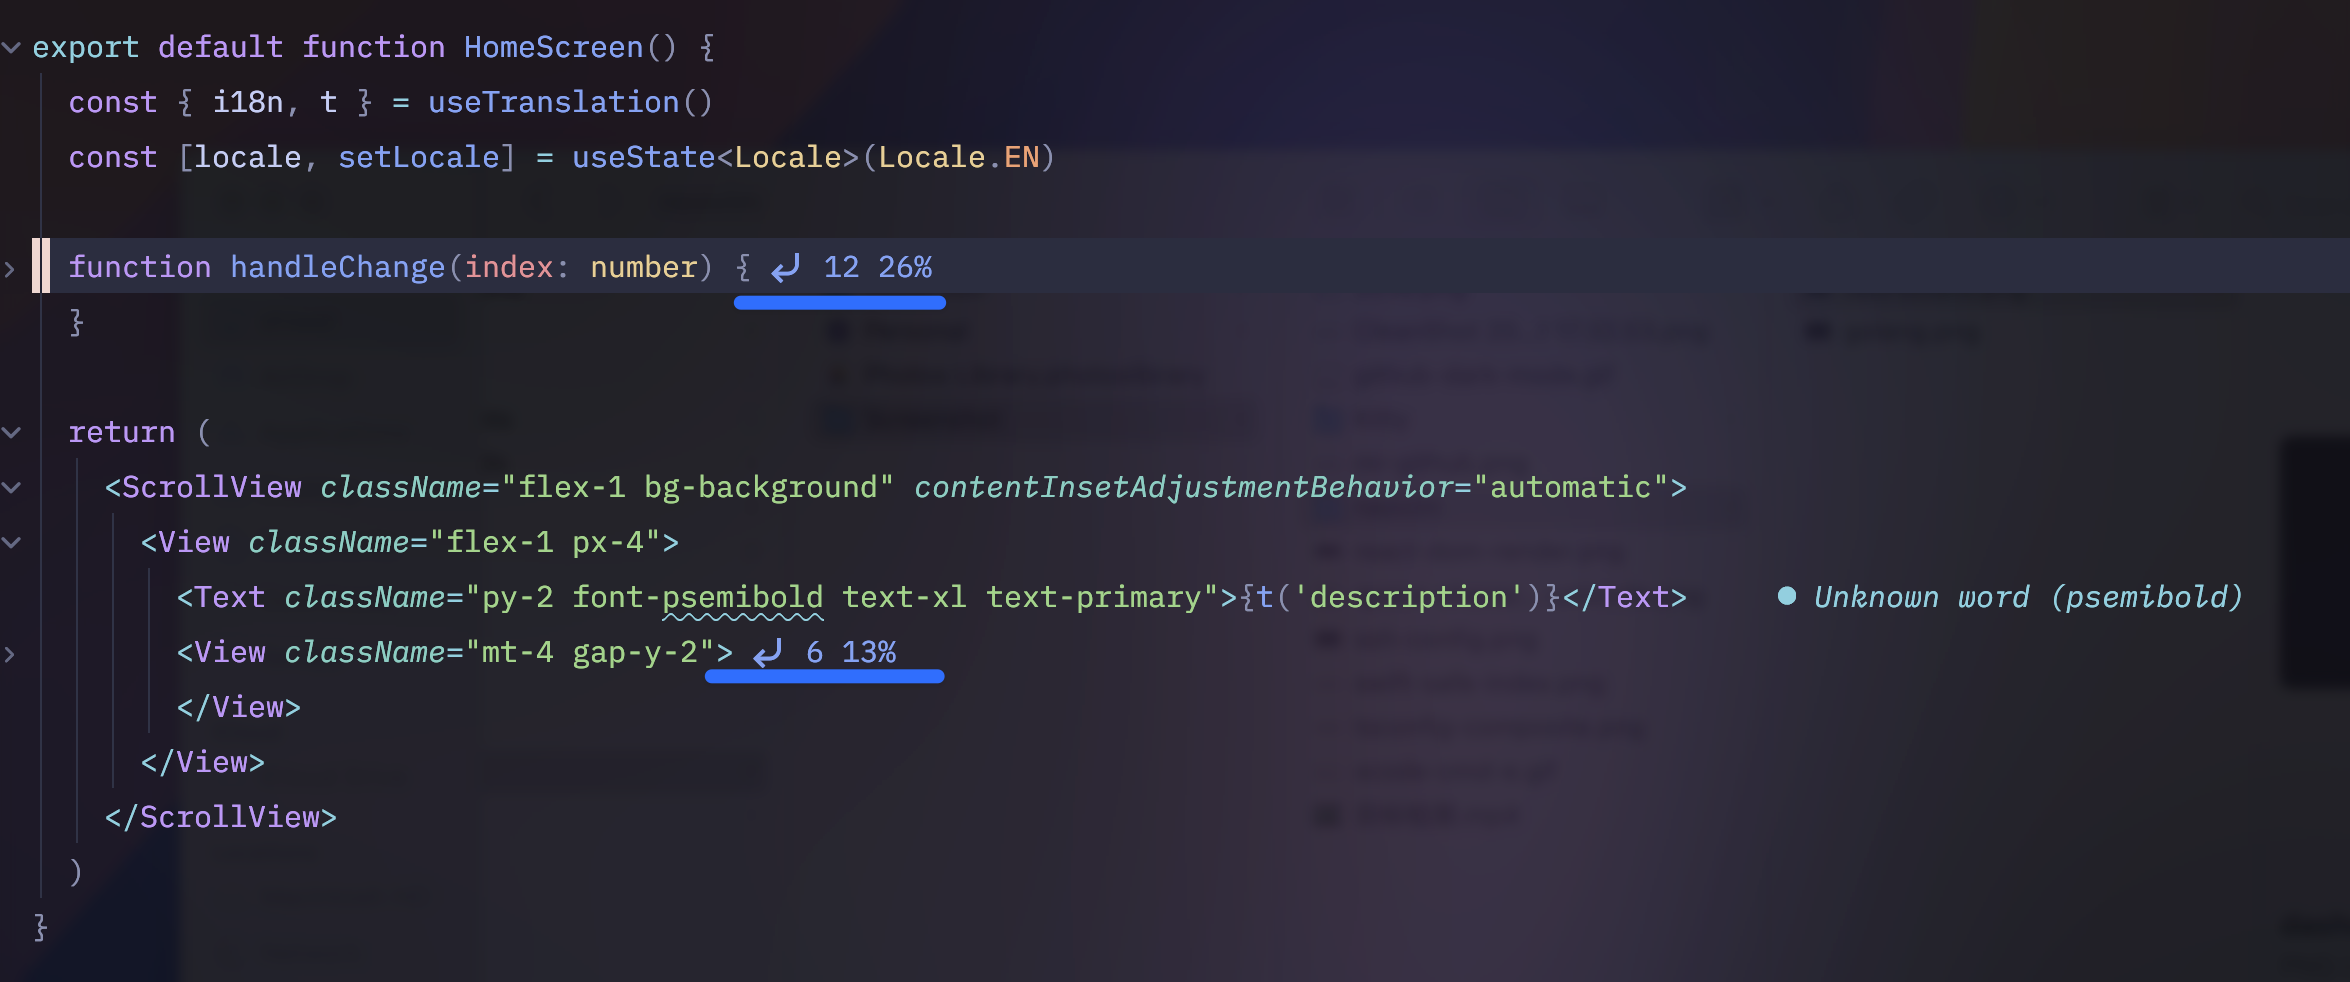 export default function HomeScreen() {
const { i18n, t } = useTranslation()
const [locale, setLocale] = useState<Locale>(Locale.EN)
function handleChange(index: number) { ⤶ 12 26%
}
return (
<ScrollView className="flex-1 bg-background" contentInsetAdjustmentBehavior="automatic">
<View className="flex-1 px-4">
<Text className="py-2 font-psemibold text-xl text-primary">{t('description')}</Text> ● Unknown word (psemibold)
<View className="mt-4 gap-y-2"> ⤶ 6 13%
</View>
</View>
</ScrollView>
)
}